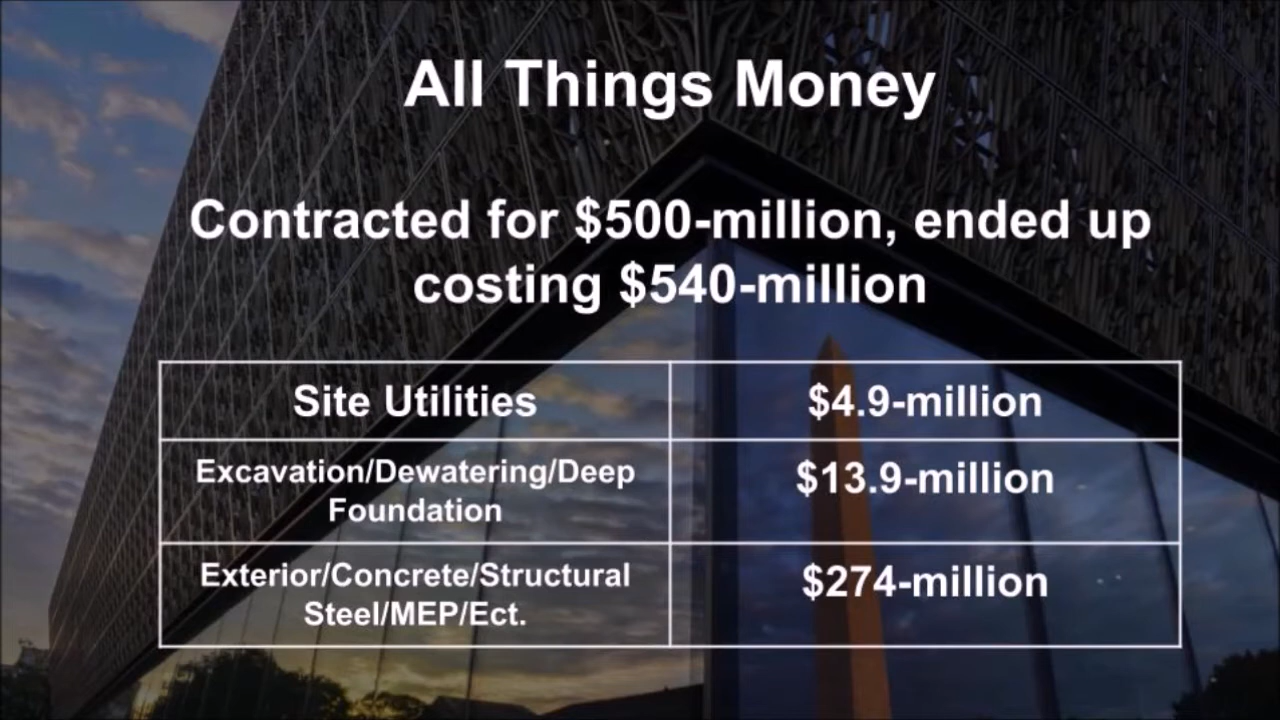 All Things Money
Contracted for $500-million, ended up
costing $540-million
Site Utilities
$4.9-million
Excavation/Dewatering/Deep
Foundation
$13.9-million
Exterior/Concrete/Structural
Steel/MEP/Ect.
$274-million